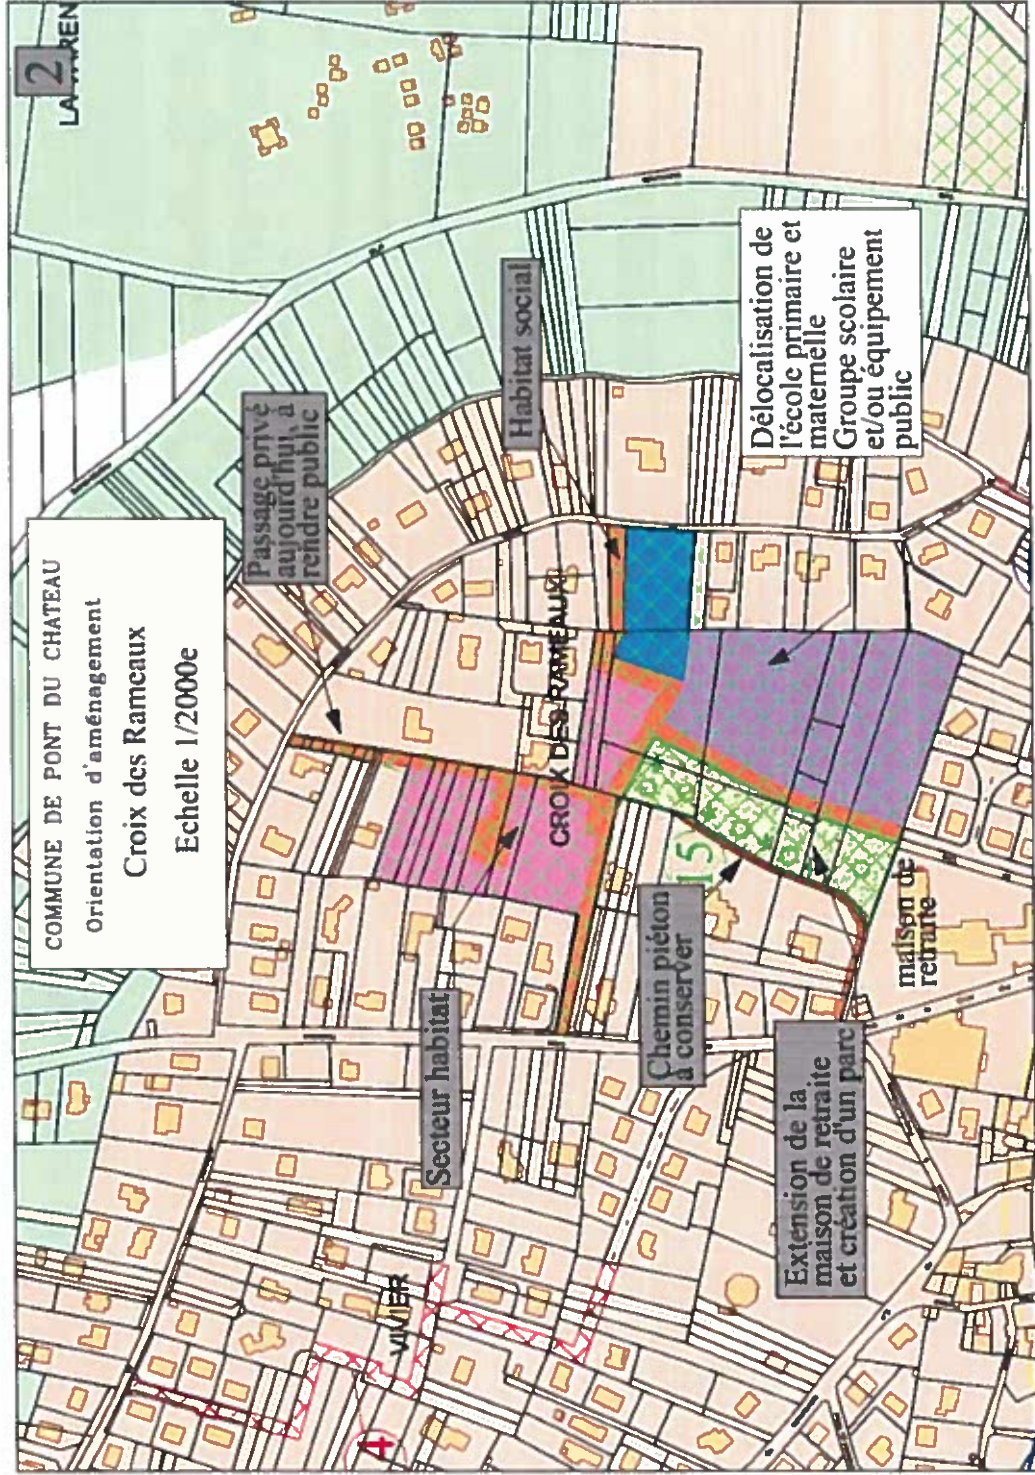 COMMUNE DE PONT DU CHATEAU
Orientation d'aménagement
Croix des Rameaux
Echelle 1/2000e
2
Passage privé
aujourd'hui, à
rendre public
Habitat social
Délocalisation de
l'école primaire et
maternelle
Groupe scolaire
et/ou équipement
public
CROIX DES RAMEAUX
Secteur habitat
Chemin piéton
à conserver
15
maison de
retraite
Extension de la
maison de retraite
et création d'un parc
VIVIER
4